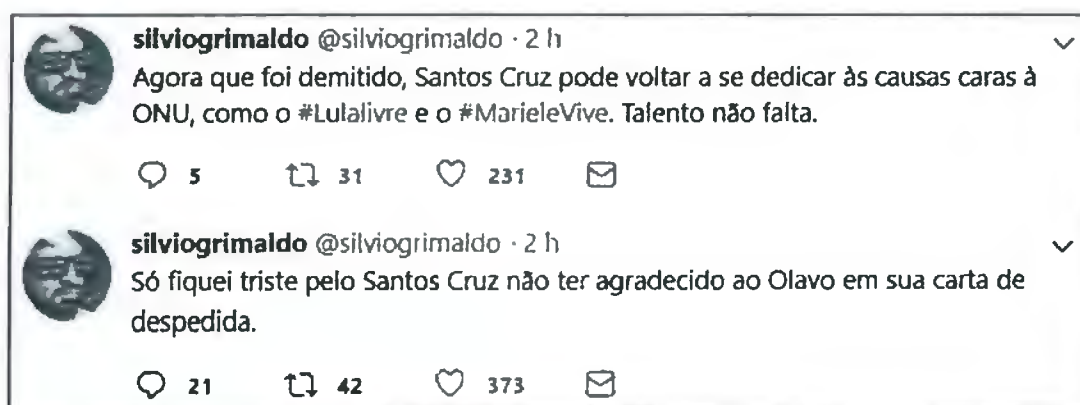 silviogrimaldo @silviogrimaldo · 2 h
Agora que foi demitido, Santos Cruz pode voltar a se dedicar às causas caras à
ONU, como o #Lulalivre e o #MarieleVive. Talento não falta.
5 31 231
silviogrimaldo @silviogrimaldo · 2 h
Só fiquei triste pelo Santos Cruz não ter agradecido ao Olavo em sua carta de
despedida.
21 42 373